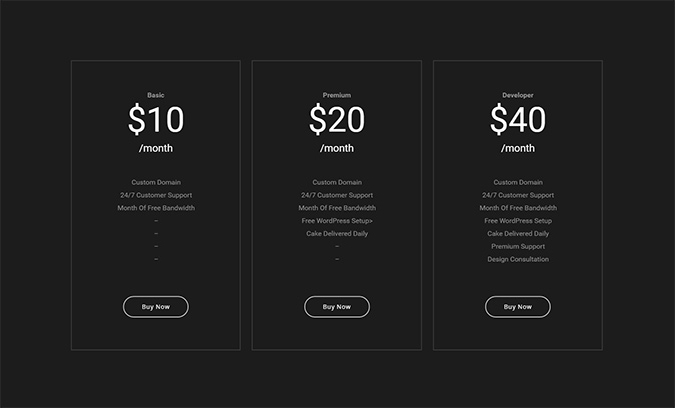 Basic
$10
/month
Custom Domain
24/7 Customer Support
Month Of Free Bandwidth
–
–
–
–
Buy Now
Premium
$20
/month
Custom Domain
24/7 Customer Support
Month Of Free Bandwidth
Free WordPress Setup>
Cake Delivered Daily
–
–
Buy Now
Developer
$40
/month
Custom Domain
24/7 Customer Support
Month Of Free Bandwidth
Free WordPress Setup
Cake Delivered Daily
Premium Support
Design Consultation
Buy Now